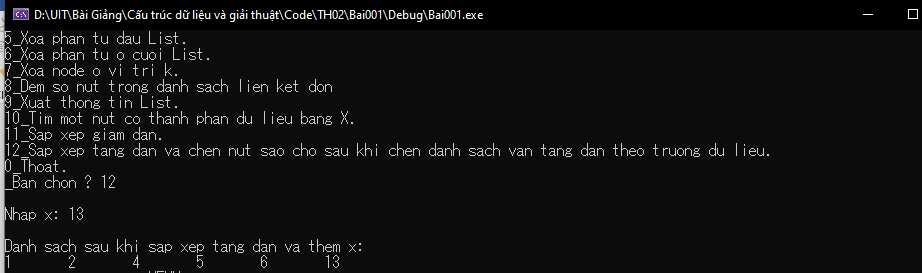 D:\UIT\Bài Giảng\Cấu trúc dữ liệu và giải thuật\Code\TH02\Bai001\Debug\Bai001.exe
5_Xoa phan tu dau List.
6_Xoa phan tu o cuoi List.
7_Xoa node o vi tri k.
8_Dem so nut trong danh sach lien ket don
9_Xuat thong tin List.
10_Tim mot nut co thanh phan du lieu bang X.
11_Sap xep giam dan.
12_Sap xep tang dan va chen nut sao cho sau khi chen danh sach van tang dan theo truong du lieu.
0_Thoat.
_Ban chon ? 12
Nhap x: 13
Danh sach sau khi sap xep tang dan va them x:
1 2 4 5 6 13